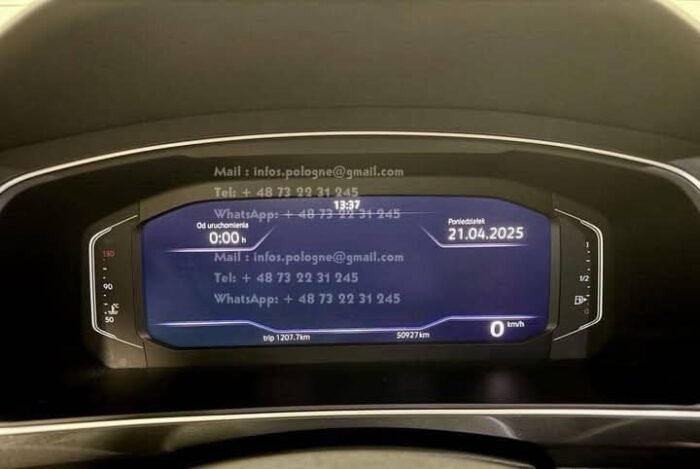 Mail : infos.pologne@gmail.com
Tel: + 48 73 22 31 245
13:37
WhatsApp: + 48 73 22 31 245
Od uruchomienia
0:00 h
Poniedziałek
21.04.2025
Mail : infos.pologne@gmail.com
Tel: + 48 73 22 31 245
WhatsApp: + 48 73 22 31 245
130
90
°C
50
1
1/2
0
0 km/h
trip 1207.7km
50927km